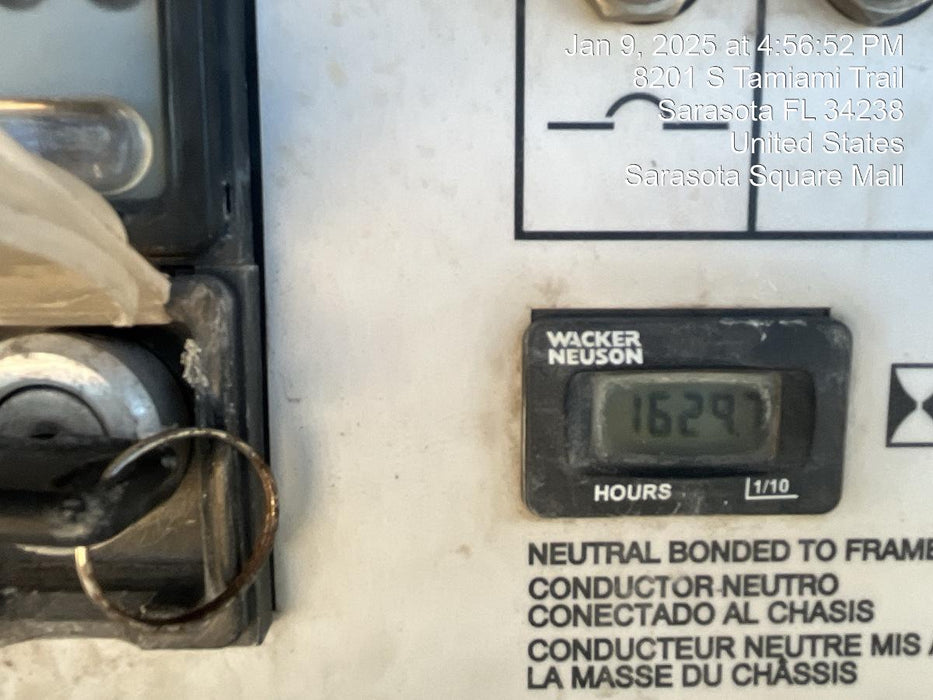 Jan 9, 2025 at 4:56:52 PM
8201 S Tamiami Trail
Sarasota FL 34238
United States
Sarasota Square Mall
WACKER
NEUSON
1629.7
HOURS 1/10
NEUTRAL BONDED TO FRAME
CONDUCTOR NEUTRO
CONECTADO AL CHASIS
CONDUCTEUR NEUTRE MIS A
LA MASSE DU CHÂSSIS